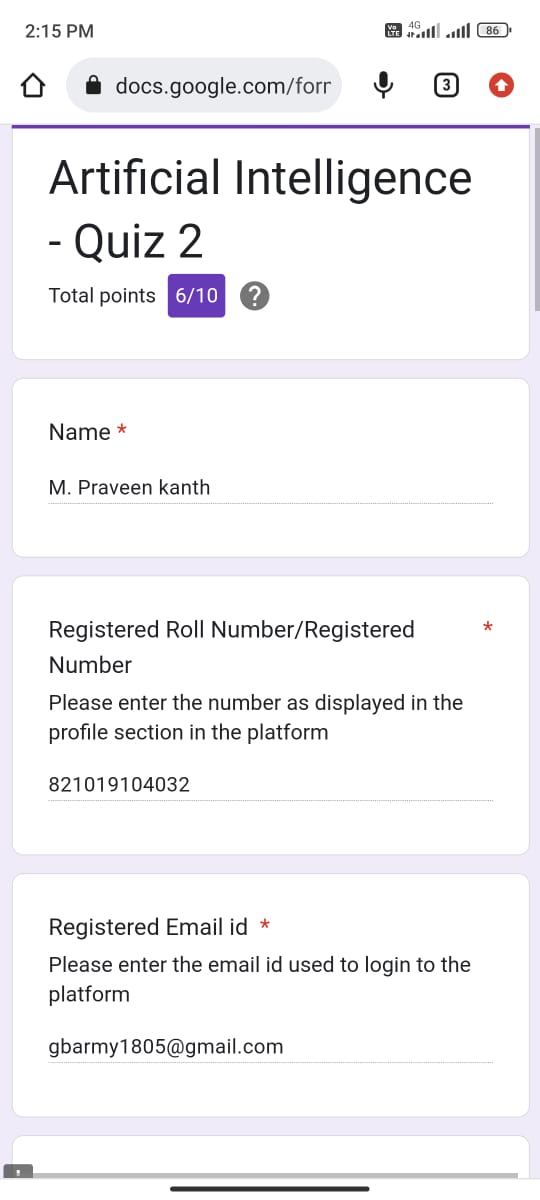 2:15 PM
Vo LTE 4G 86
docs.google.com/forr
3
Artificial Intelligence
- Quiz 2
Total points 6/10 ?
Name *
M. Praveen kanth
Registered Roll Number/Registered *
Number
Please enter the number as displayed in the
profile section in the platform
821019104032
Registered Email id *
Please enter the email id used to login to the
platform
gbarmy1805@gmail.com